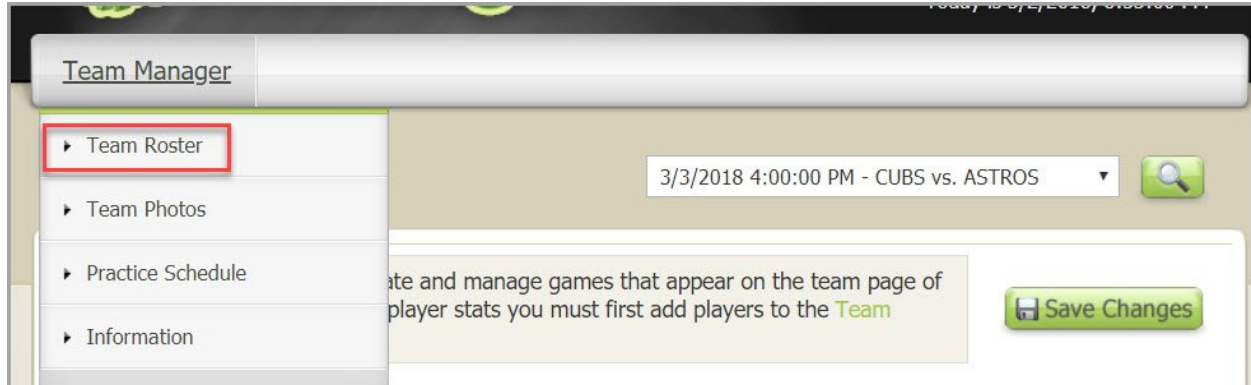 Team Manager
Team Roster
3/3/2018 4:00:00 PM - CUBS vs. ASTROS
Team Photos
Practice Schedule
and manage games that appear on the team page of
player stats you must first add players to the Team
Save Changes
Information